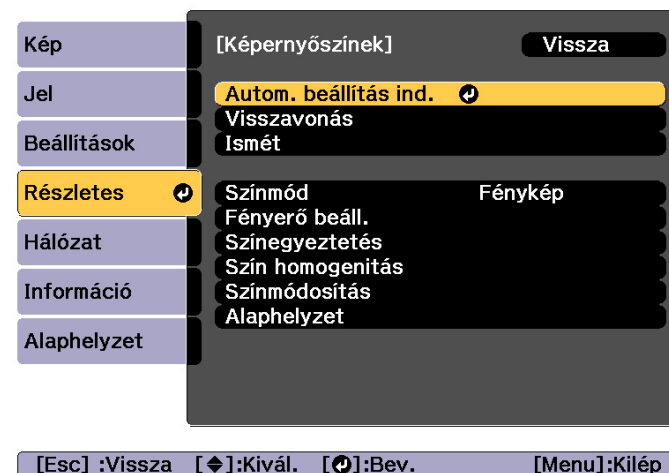 Kép
Jel
Beállítások
Részletes
Hálózat
Információ
Alaphelyzet
[Képernyőszínek] Vissza
Autom. beállítás ind.
Visszavonás
Ismét
Színmód Fénykép
Fényerő beáll.
Színegyeztetés
Szín homogenitás
Színmódosítás
Alaphelyzet
[Esc] :Vissza [ ]:Kivál. [ ]:Bev. [Menu]:Kilép